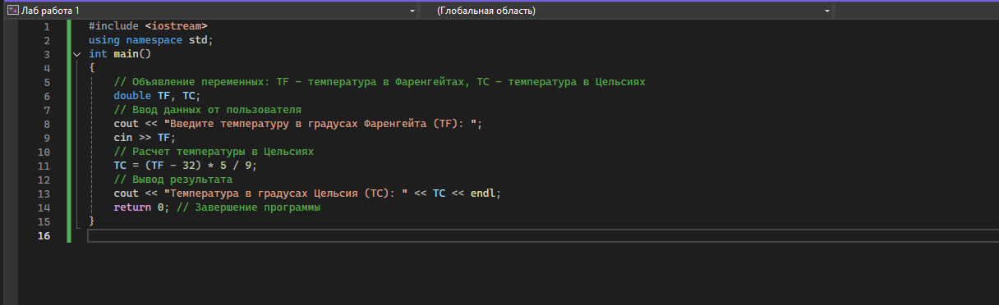 Лаб работа 1 (Глобальная область)
1 #include <iostream>
2 using namespace std;
3 int main()
4 {
5 // Объявление переменных: TF - температура в Фаренгейтах, TC - температура в Цельсиях
6 double TF, TC;
7 // Ввод данных от пользователя
8 cout << "Введите температуру в градусах Фаренгейта (TF): ";
9 cin >> TF;
10 // Расчет температуры в Цельсиях
11 TC = (TF - 32) * 5 / 9;
12 // Вывод результата
13 cout << "Температура в градусах Цельсия (TC): " << TC << endl;
14 return 0; // Завершение программы
15 }
16